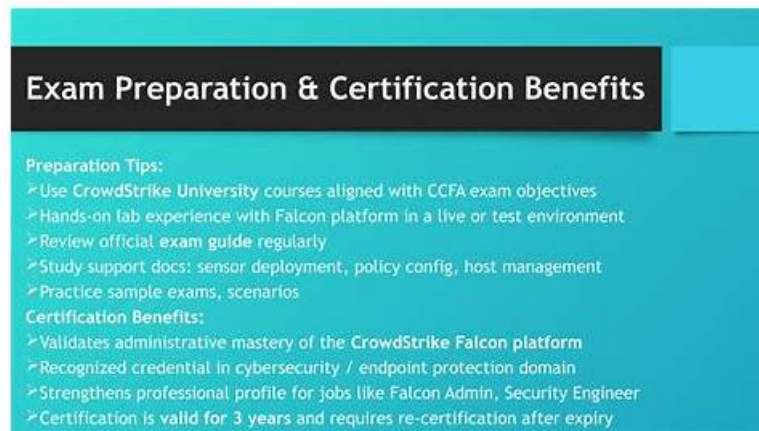 Exam Preparation & Certification Benefits
Preparation Tips:
➢Use CrowdStrike University courses aligned with CCFA exam objectives
➢Hands-on lab experience with Falcon platform in a live or test environment
➢Review official exam guide regularly
➢Study support docs: sensor deployment, policy config, host management
➢Practice sample exams, scenarios
Certification Benefits:
➢Validates administrative mastery of the CrowdStrike Falcon platform
➢Recognized credential in cybersecurity / endpoint protection domain
➢Strengthens professional profile for jobs like Falcon Admin, Security Engineer
➢Certification is valid for 3 years and requires re-certification after expiry